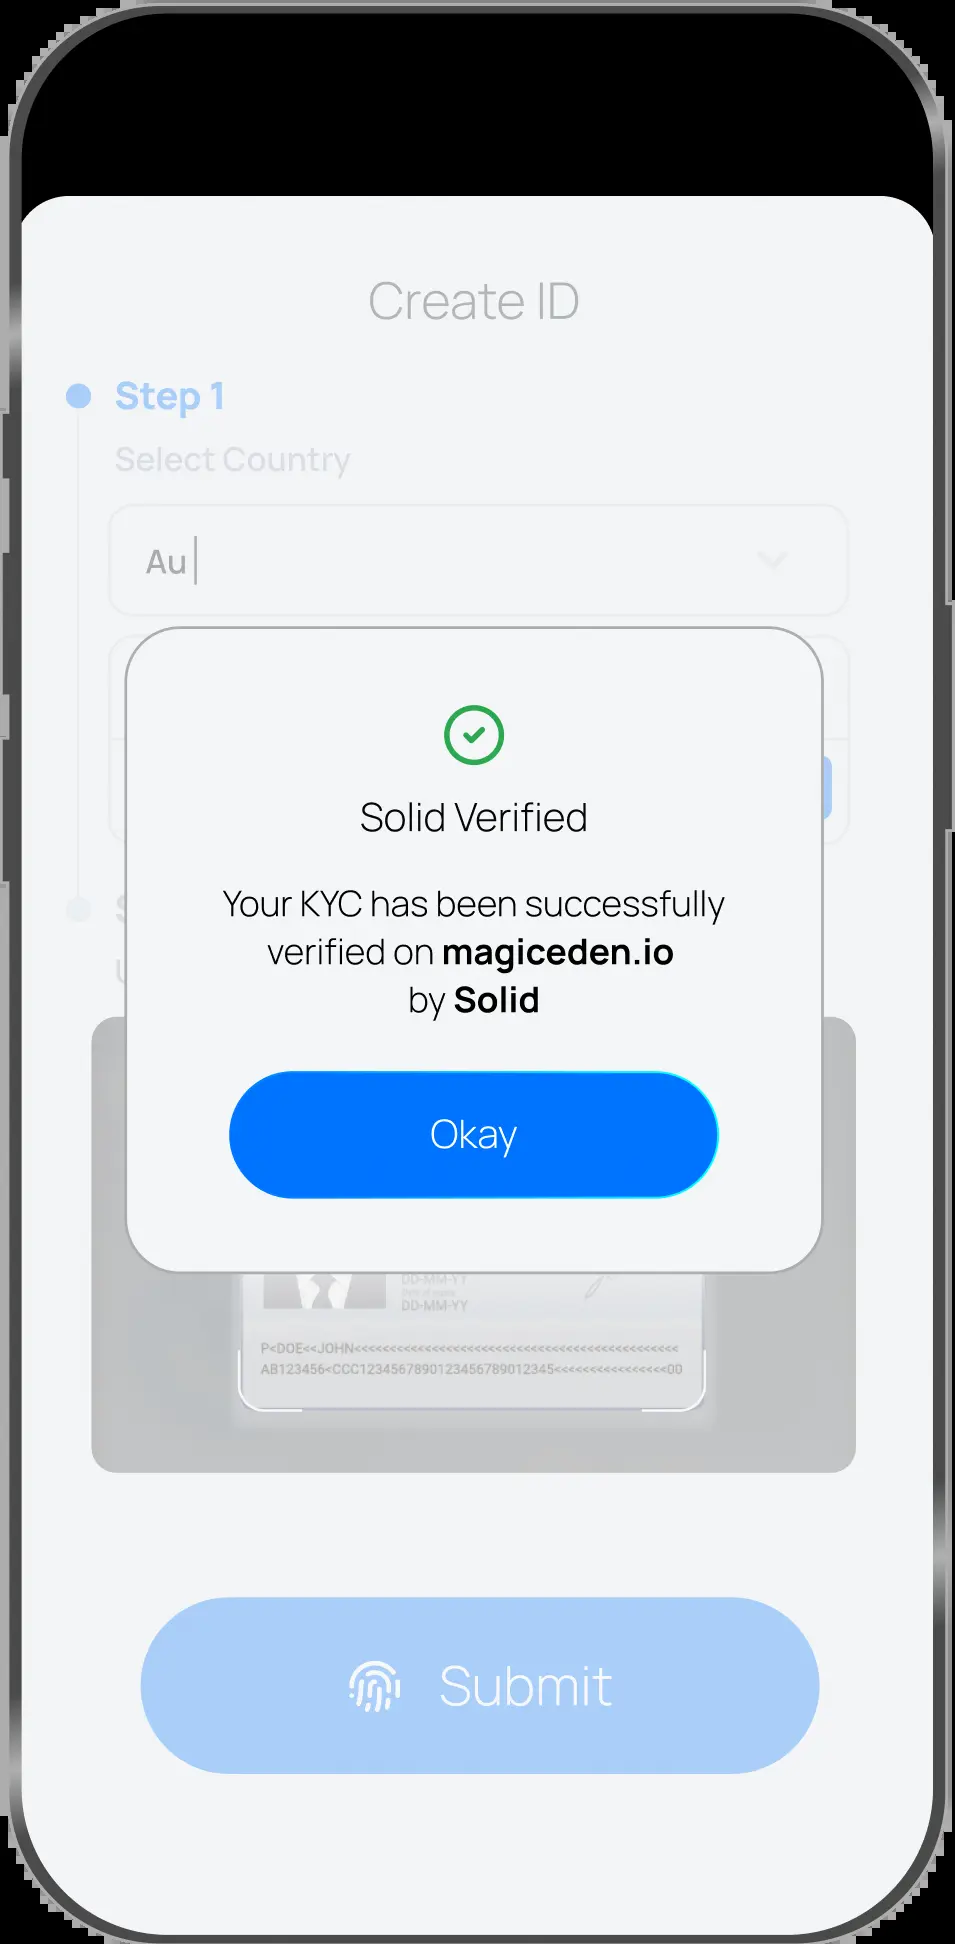 Create ID
Step 1
Select Country
Au
Solid Verified
Your KYC has been successfully
verified on magiceden.io
by Solid
Okay
DD-MM-YY
DD-MM-YY
P<DOE<<JOHN<<<<<<<<<<<<<<<<<<<<<<<<<<<<<<<<<<<<<<<<<<<<<
AB123456<CCC1234567890123456789012345<<<<<<<<<<<<<<<<00
Submit